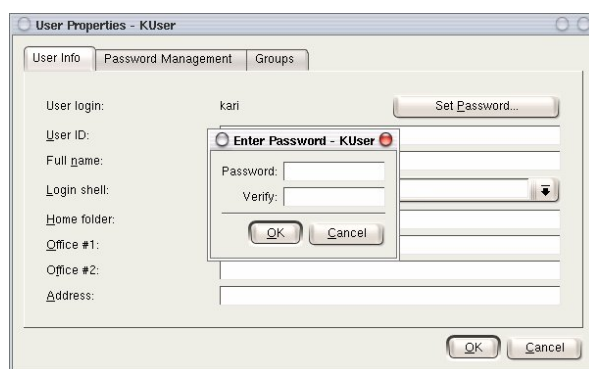 User Properties - KUser
User Info Password Management Groups
User login: kari Set Password...
User ID:
Full name:
Login shell:
Home folder:
Office #1:
Office #2:
Address:
Enter Password - KUser
Password:
Verify:
OK Cancel
OK Cancel